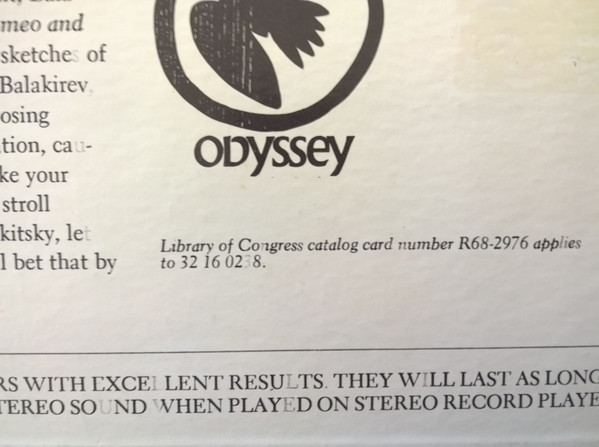 meo and
sketches of
Balakirev.
osing
tion, cau-
ke your
stroll
kitsky, let
l bet that by
ODYSSEY
Library of Congress catalog card number R68-2976 applies
to 32 16 0238.
RS WITH EXCELLENT RESULTS. THEY WILL LAST AS LONG
TEREO SOUND WHEN PLAYED ON STEREO RECORD PLAYE